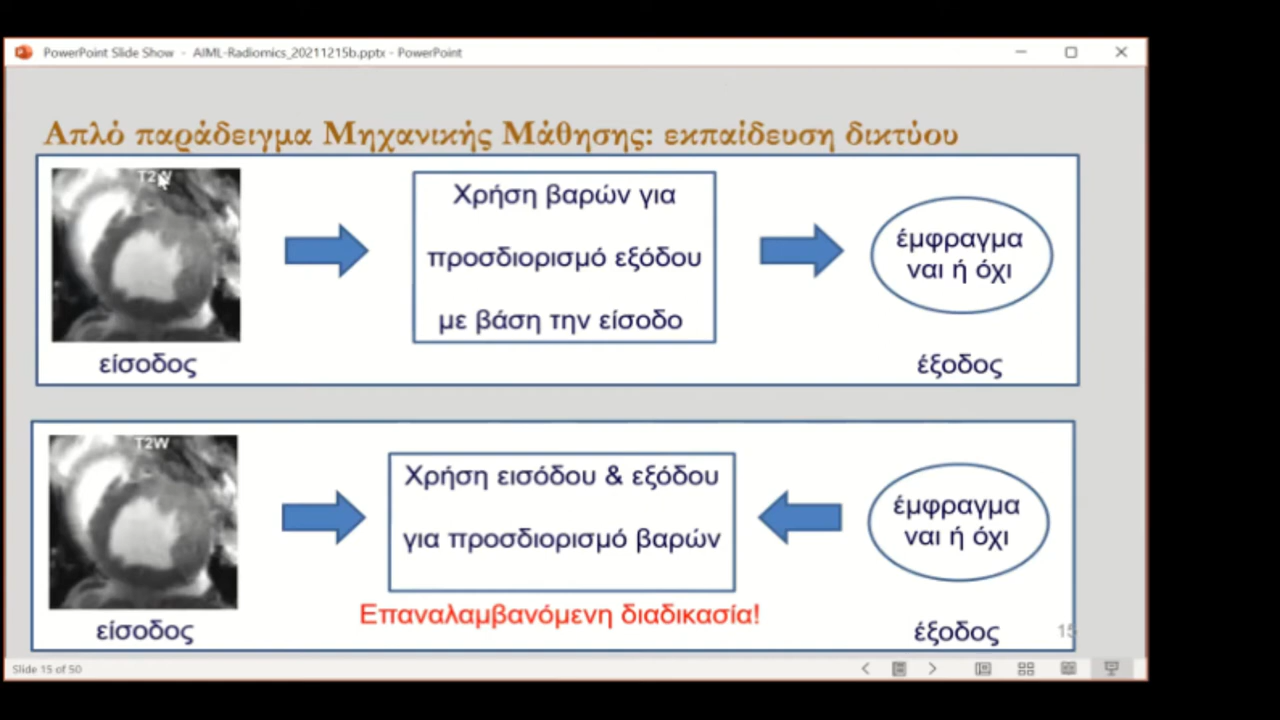 PowerPoint Slide Show - AIML-Radiomics_20211215b.pptx - PowerPoint
Απλό παράδειγμα Μηχανικής Μάθησης: εκπαίδευση δικτύου
T2W
Χρήση βαρών για
προσδιορισμό εξόδου
με βάση την είσοδο
έμφραγμα
ναι ή όχι
είσοδος
έξοδος
T2W
Χρήση εισόδου & εξόδου
για προσδιορισμό βαρών
έμφραγμα
ναι ή όχι
Επαναλαμβανόμενη διαδικασία!
είσοδος
έξοδος
15
Slide 15 of 50